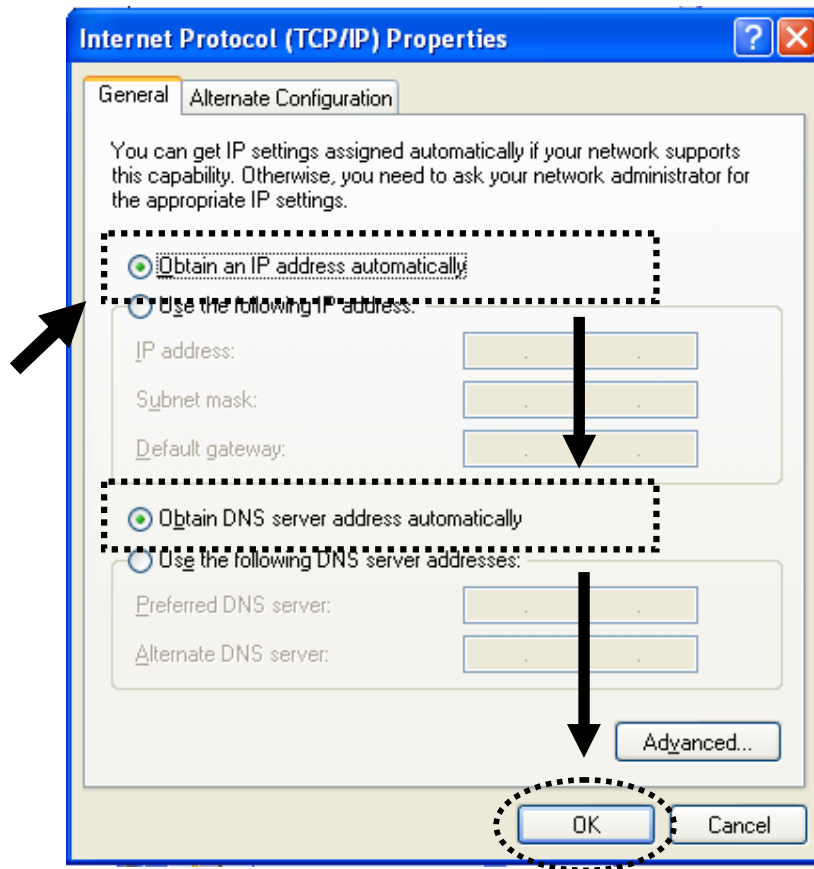 Internet Protocol (TCP/IP) Properties
General
Alternate Configuration
You can get IP settings assigned automatically if your network supports
this capability. Otherwise, you need to ask your network administrator for
the appropriate IP settings.
Obtain an IP address automatically
Use the following IP address:
IP address:
Subnet mask:
Default gateway:
Obtain DNS server address automatically
Use the following DNS server addresses:
Preferred DNS server:
Alternate DNS server:
Advanced...
OK
Cancel